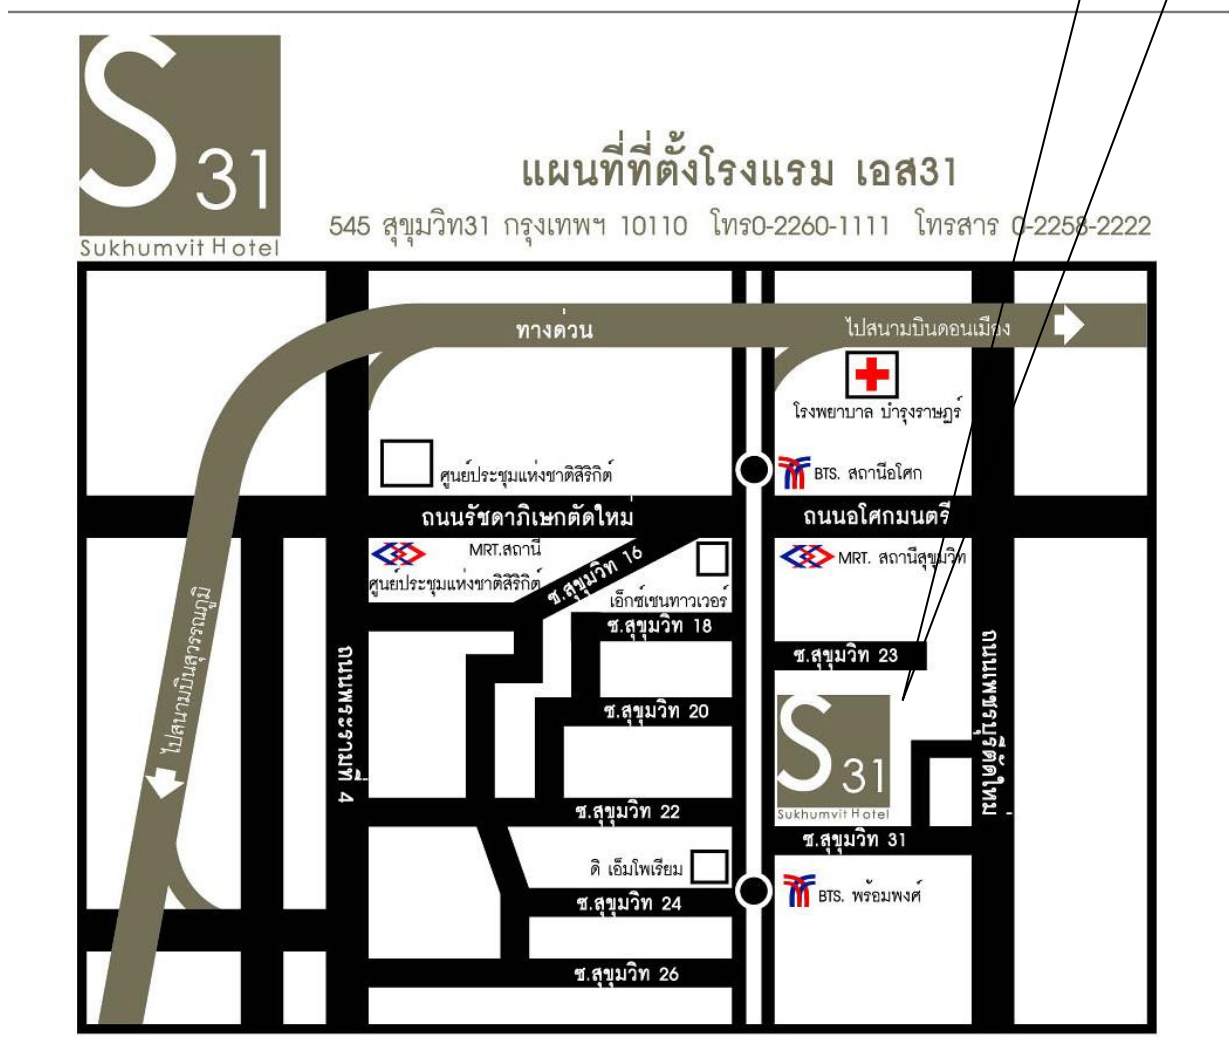 S31
Sukhumvit Hotel
แผนที่ที่ตั้งโรงแรม เอส31
545 สุขุมวิท31 กรุงเทพฯ 10110 โทร0-2260-1111 โทรสาร 0-2258-2222
ทางด่วน
ไปสนามบินดอนเมือง
โรงพยาบาล บำรุงราษฎร์
ศูนย์ประชุมแห่งชาติสิริกิต์
BTS. สถานีอโศก
ถนนรัชดาภิเษกตัดใหม่
ถนนอโศกมนตรี
MRT.สถานี
ศูนย์ประชุมแห่งชาติสิริกิต์
ซ.สุขุมวิท 16
เอ็กซ์เชนทาวเวอร์
MRT. สถานีสุขุมวิท
ซ.สุขุมวิท 18
ซ.สุขุมวิท 23
ไปสนามบินสุวรรณภูมิ
ถนนพระรามที่ 4
ถนนเพชรบุรีตัดใหม่
ซ.สุขุมวิท 20
S31
Sukhumvit Hotel
ซ.สุขุมวิท 22
ซ.สุขุมวิท 31
ดิ เอ็มโพเรียม
BTS. พร้อมพงศ์
ซ.สุขุมวิท 24
ซ.สุขุมวิท 26